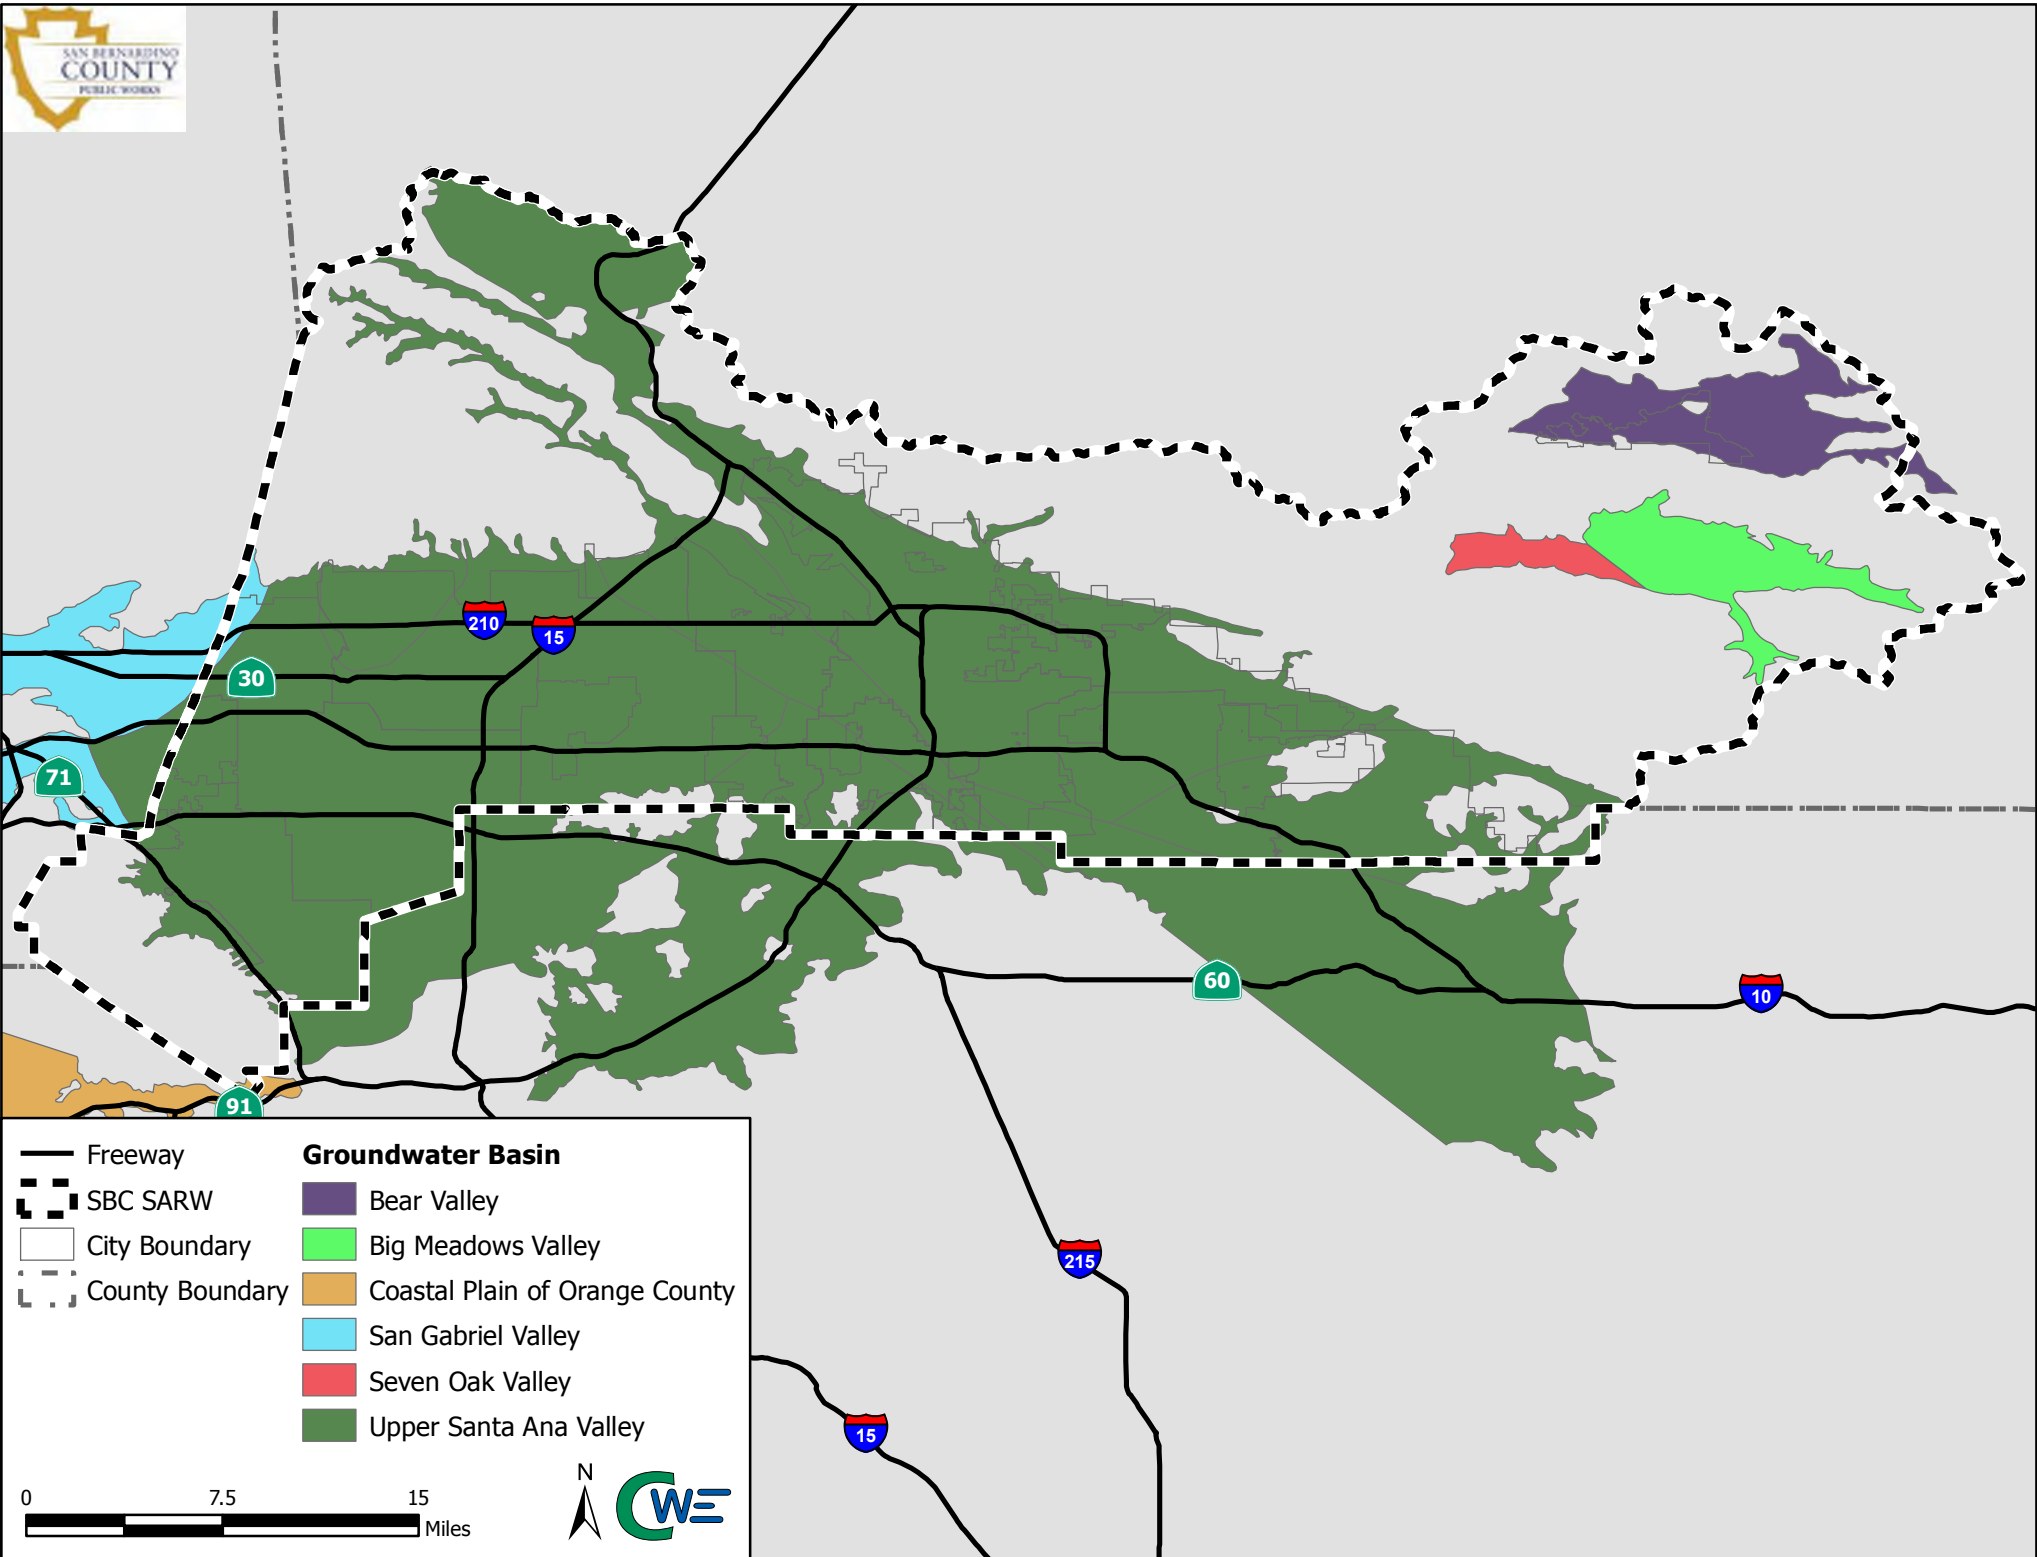 SAN BERNARDINO
COUNTY
PUBLIC WORKS
210
15
30
71
60
10
91
215
15
Freeway
SBC SARW
City Boundary
County Boundary
Groundwater Basin
Bear Valley
Big Meadows Valley
Coastal Plain of Orange County
San Gabriel Valley
Seven Oak Valley
Upper Santa Ana Valley
0 7.5 15
Miles
N
CWE